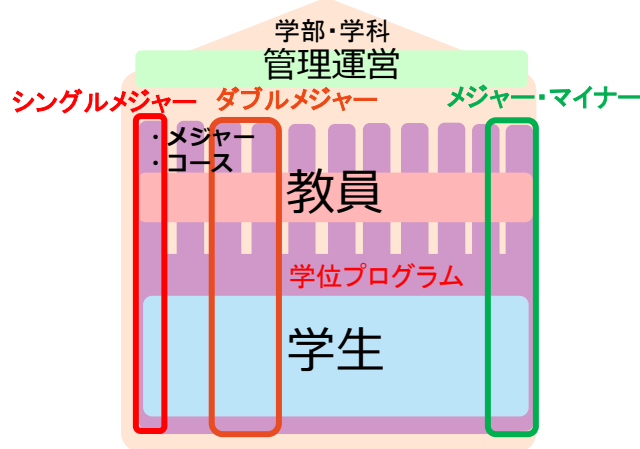 学部・学科
管理運営
シングルメジャー
ダブルメジャー
メジャー・マイナー
・メジャー
・コース
教員
学位プログラム
学生